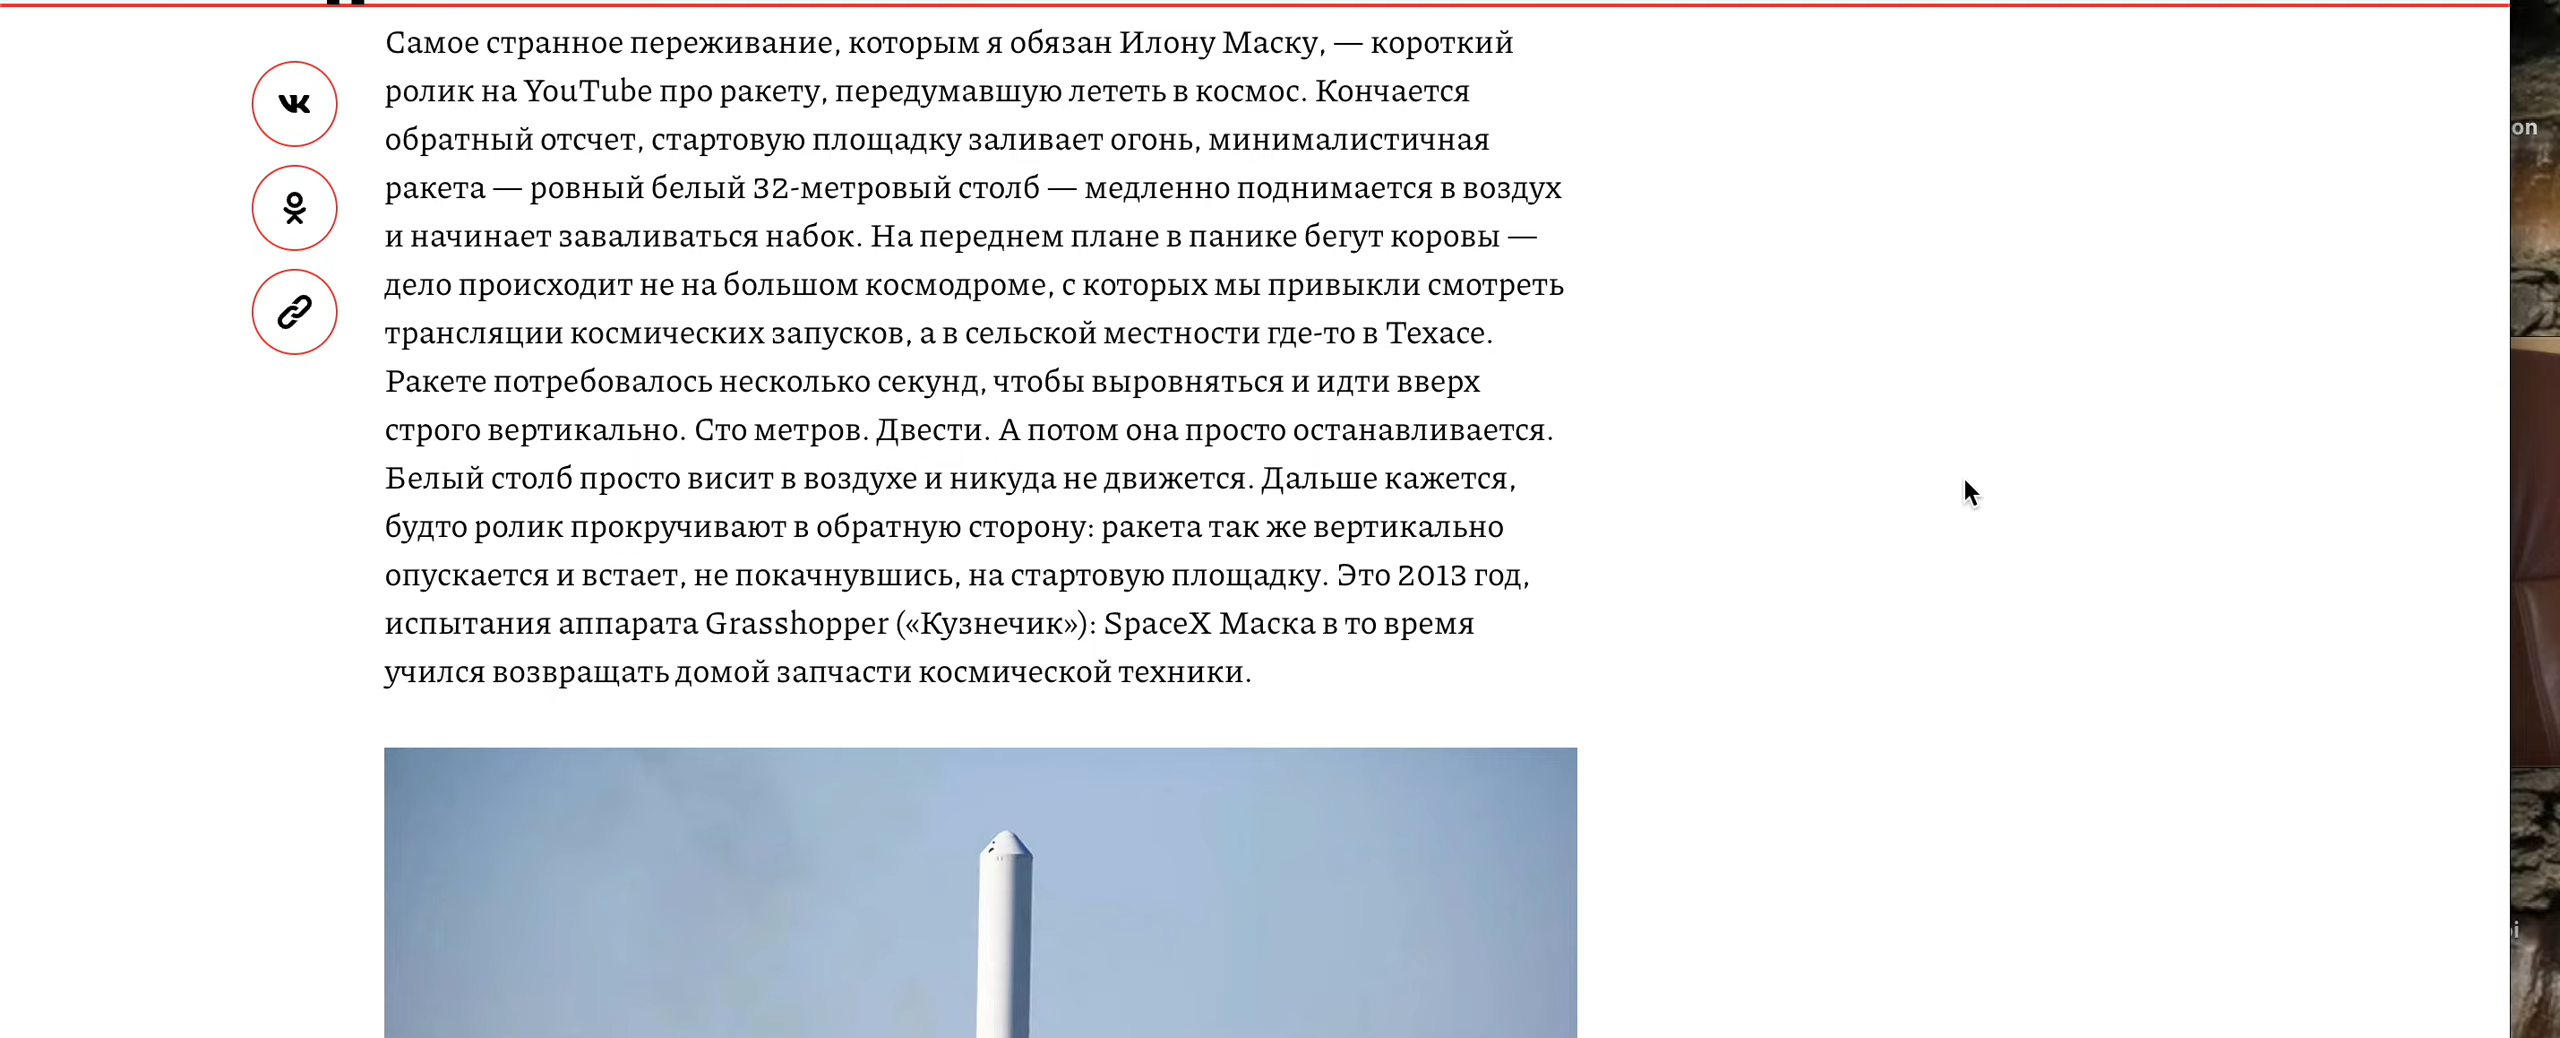 Самое странное переживание, которым я обязан Илону Маску, — короткий
ролик на YouTube про ракету, передумавшую лететь в космос. Кончается
обратный отсчет, стартовую площадку заливает огонь, минималистичная
ракета — ровный белый 32-метровый столб — медленно поднимается в воздух
и начинает заваливаться набок. На переднем плане в панике бегут коровы —
дело происходит не на большом космодроме, с которых мы привыкли смотреть
трансляции космических запусков, а в сельской местности где-то в Техасе.
Ракете потребовалось несколько секунд, чтобы выровняться и идти вверх
строго вертикально. Сто метров. Двести. А потом она просто останавливается.
Белый столб просто висит в воздухе и никуда не движется. Дальше кажется,
будто ролик прокручивают в обратную сторону: ракета так же вертикально
опускается и встает, не покачнувшись, на стартовую площадку. Это 2013 год,
испытания аппарата Grasshopper («Кузнечик»): SpaceX Маска в то время
учился возвращать домой запчасти космической техники.
on